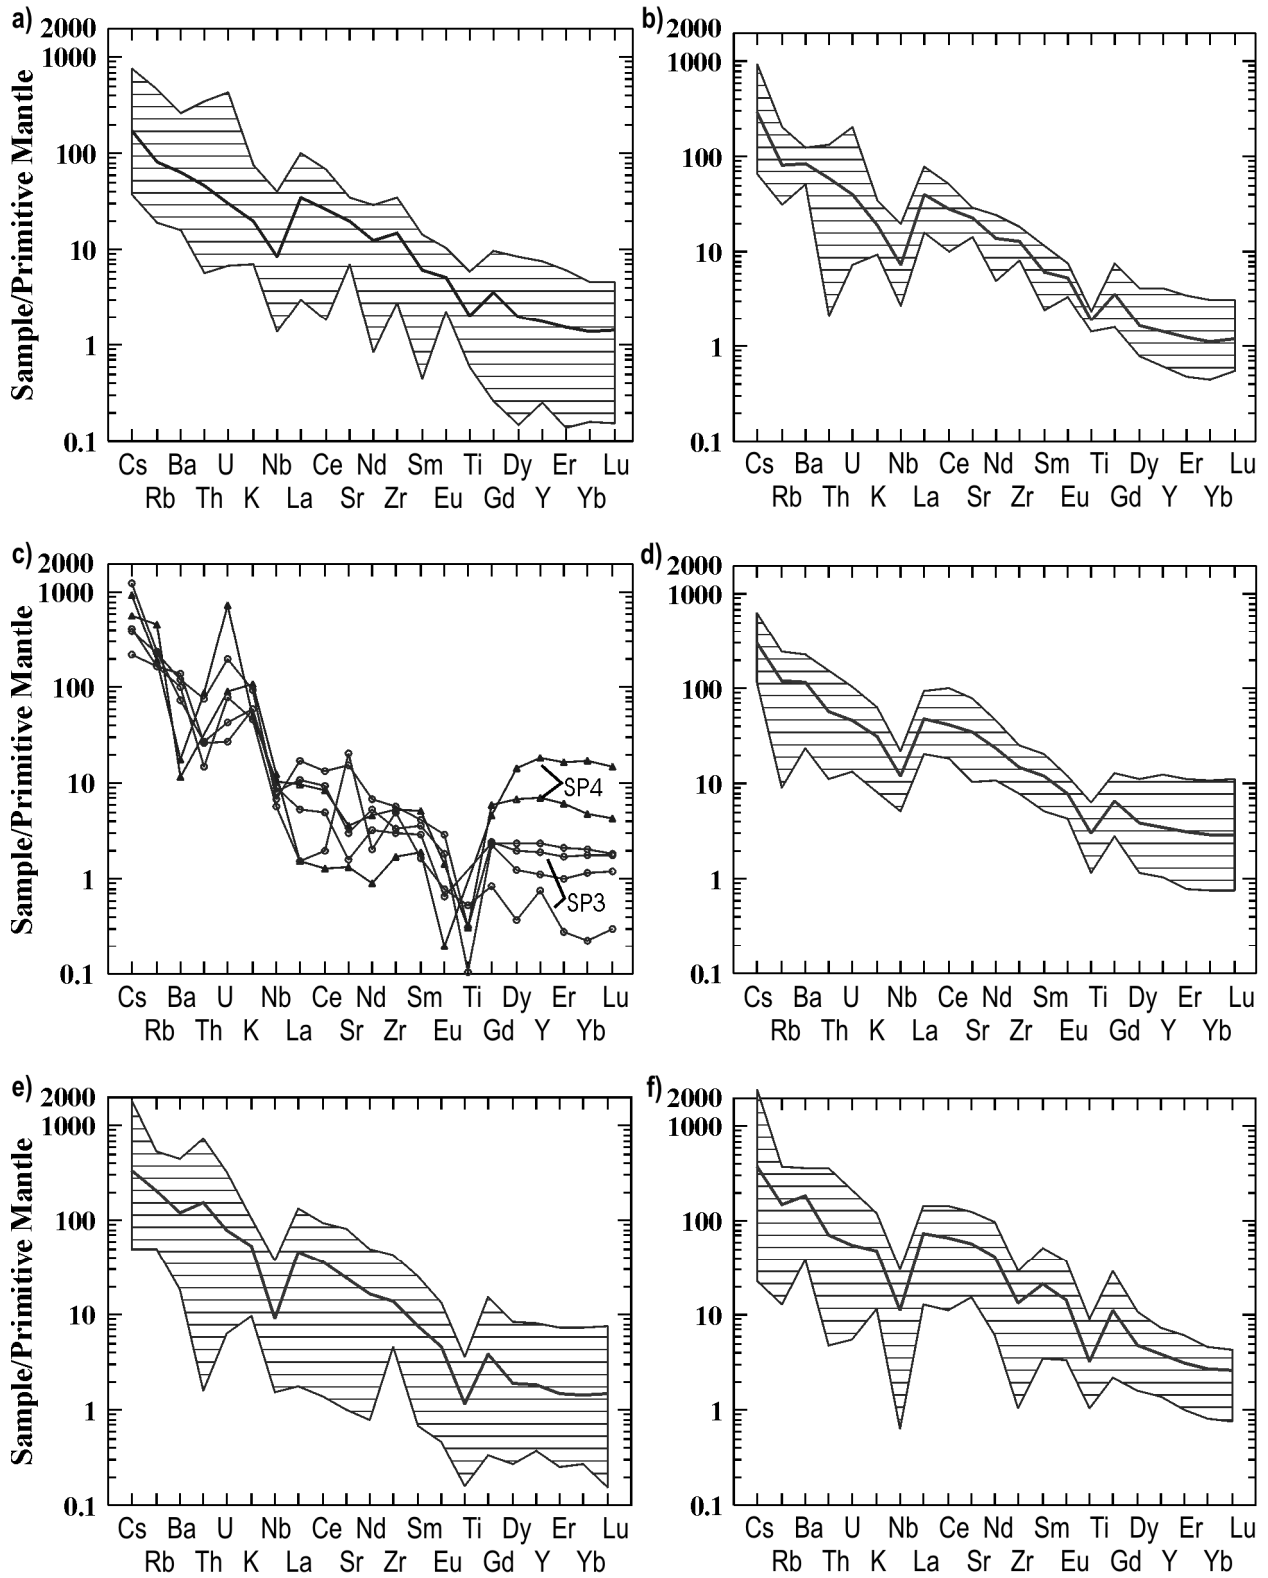 a)
2000
1000
100
10
1
0.1
Sample/Primitive Mantle
Cs Ba U Nb Ce Nd Sm Ti Dy Er Lu
Rb Th K La Sr Zr Eu Gd Y Yb
b)
2000
1000
100
10
1
0.1
Cs Ba U Nb Ce Nd Sm Ti Dy Er Lu
Rb Th K La Sr Zr Eu Gd Y Yb
c)
2000
1000
100
10
1
0.1
Sample/Primitive Mantle
SP4
SP3
Cs Ba U Nb Ce Nd Sm Ti Dy Er Lu
Rb Th K La Sr Zr Eu Gd Y Yb
d)
2000
1000
100
10
1
0.1
Cs Ba U Nb Ce Nd Sm Ti Dy Er Lu
Rb Th K La Sr Zr Eu Gd Y Yb
e)
2000
1000
100
10
1
0.1
Sample/Primitive Mantle
Cs Ba U Nb Ce Nd Sm Ti Dy Er Lu
Rb Th K La Sr Zr Eu Gd Y Yb
f)
2000
1000
100
10
1
0.1
Cs Ba U Nb Ce Nd Sm Ti Dy Er Lu
Rb Th K La Sr Zr Eu Gd Y Yb